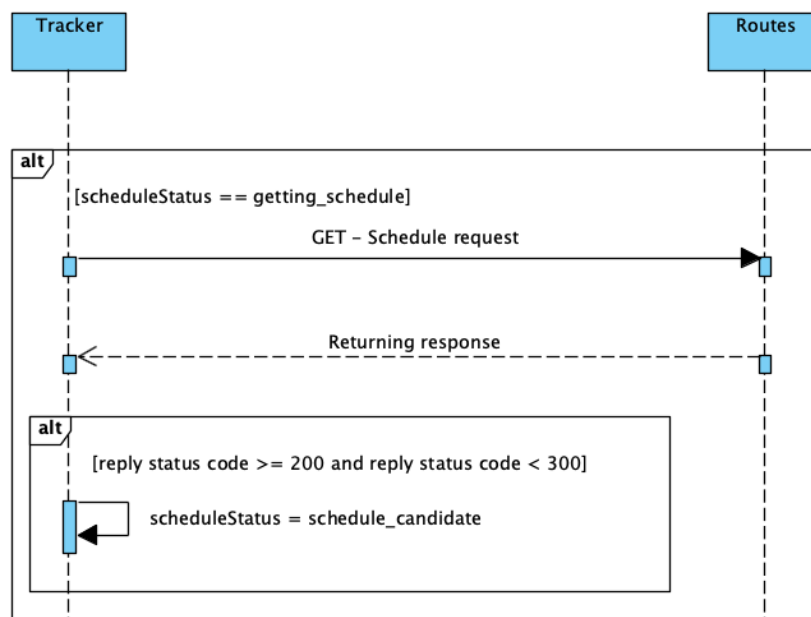 Tracker
Routes
alt
[scheduleStatus == getting_schedule]
GET – Schedule request
Returning response
alt
[reply status code >= 200 and reply status code < 300]
scheduleStatus = schedule_candidate